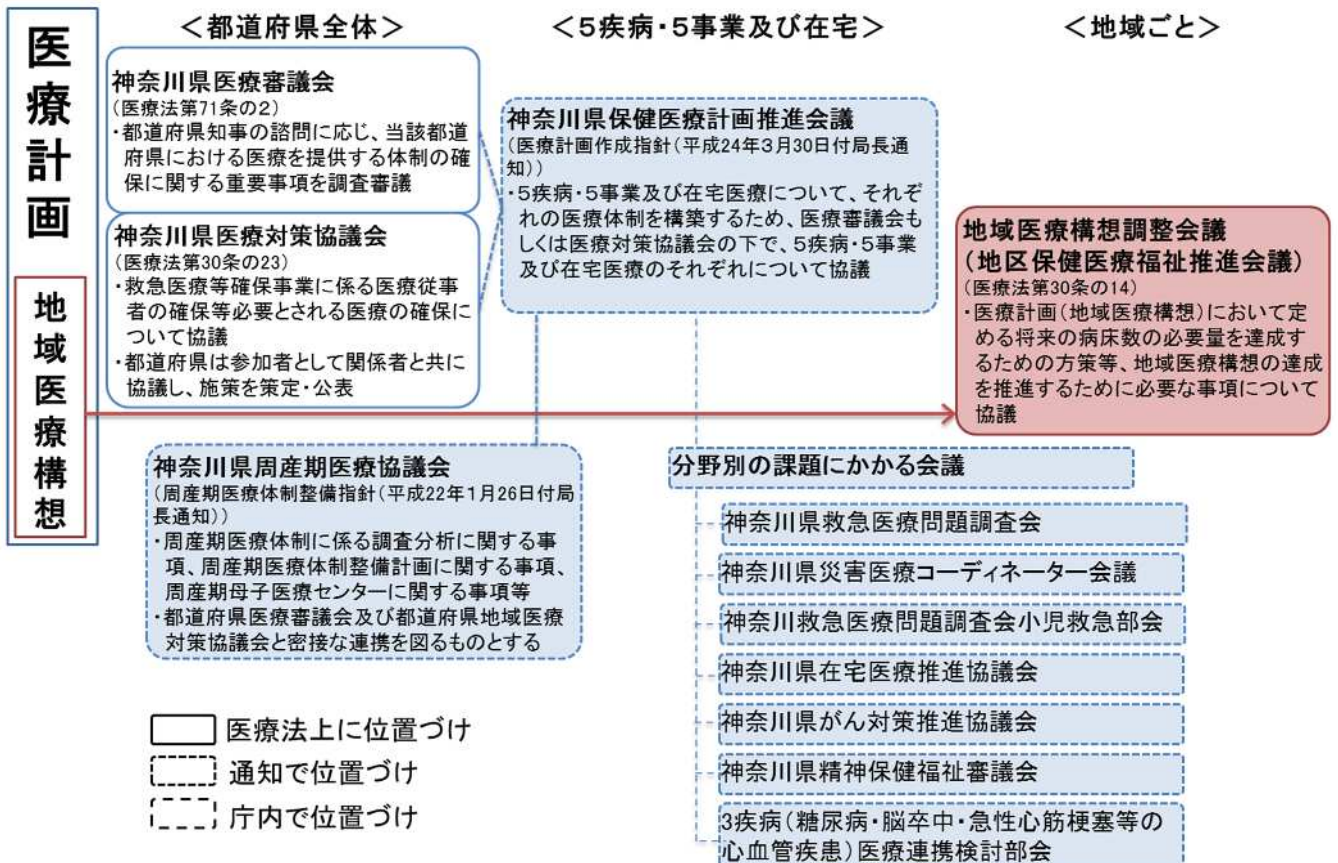 医療計画
地域医療構想
＜都道府県全体＞
＜５疾病・５事業及び在宅＞
＜地域ごと＞
神奈川県医療審議会
（医療法第71条の2）
・都道府県知事の諮問に応じ、当該都道
府県における医療を提供する体制の確
保に関する重要事項を調査審議
神奈川県医療対策協議会
（医療法第30条の23）
・救急医療等確保事業に係る医療従事
者の確保等必要とされる医療の確保に
ついて協議
・都道府県は参加者として関係者と共に
協議し、施策を策定・公表
神奈川県保健医療計画推進会議
（医療計画作成指針（平成24年３月30日付局長通
知））
・５疾病・５事業及び在宅医療について、それぞ
れの医療体制を構築するため、医療審議会も
しくは医療対策協議会の下で、５疾病・５事業
及び在宅医療のそれぞれについて協議
地域医療構想調整会議
（地区保健医療福祉推進会議）
（医療法第30条の14）
・医療計画（地域医療構想）において定
める将来の病床数の必要量を達成す
るための方策等、地域医療構想の達成
を推進するために必要な事項について
協議
神奈川県周産期医療協議会
（周産期医療体制整備指針（平成22年１月26日付局
長通知））
・周産期医療体制に係る調査分析に関する事
項、周産期医療体制整備計画に関する事項、
周産期母子医療センターに関する事項等
・都道府県医療審議会及び都道府県地域医療
対策協議会と密接な連携を図るものとする
分野別の課題にかかる会議
神奈川県救急医療問題調査会
神奈川県災害医療コーディネーター会議
神奈川救急医療問題調査会小児救急部会
神奈川県在宅医療推進協議会
神奈川県がん対策推進協議会
神奈川県精神保健福祉審議会
３疾病（糖尿病・脳卒中・急性心筋梗塞等の
心血管疾患）医療連携検討部会
医療法上に位置づけ
通知で位置づけ
庁内で位置づけ